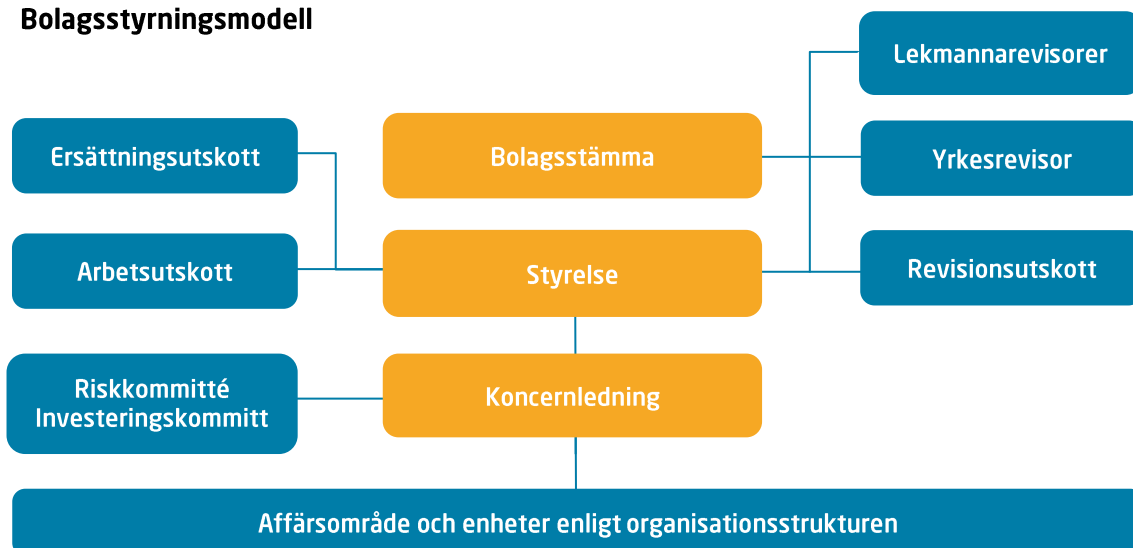 Bolagsstyrningsmodell
Lekmannarevisorer
Ersättningsutskott
Bolagsstämma
Yrkesrevisor
Arbetsutskott
Styrelse
Revisionsutskott
Riskkommitté
Investeringskommitt
Koncernledning
Affärsområde och enheter enligt organisationsstrukturen